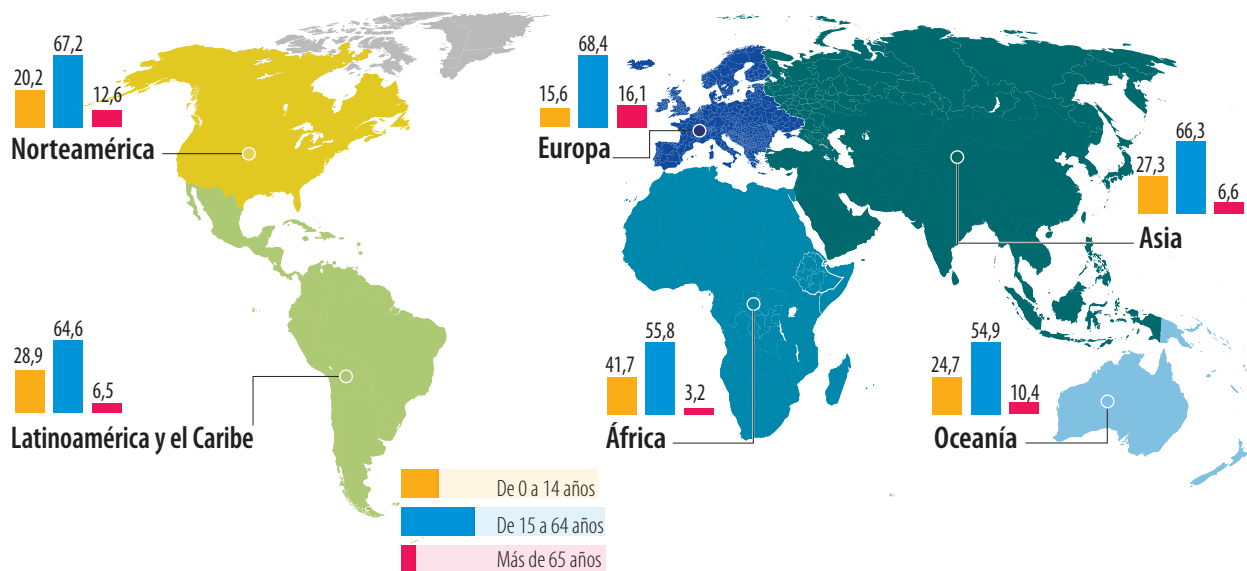 67,2
20,2
12,6
Norteamérica
68,4
15,6
16,1
Europa
66,3
27,3
6,6
Asia
64,6
28,9
6,5
Latinoamérica y el Caribe
55,8
41,7
3,2
África
54,9
24,7
10,4
Oceanía
De 0 a 14 años
De 15 a 64 años
Más de 65 años